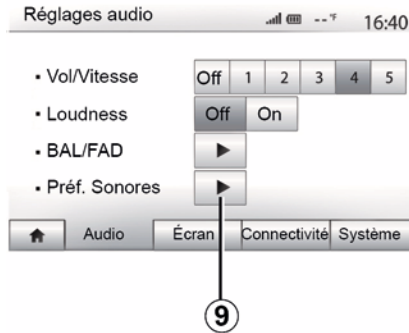 Réglages audio -- °F 16:40
• Vol/Vitesse Off 1 2 3 4 5
• Loudness Off On
• BAL/FAD
• Préf. Sonores
Audio Écran Connectivité Système
9